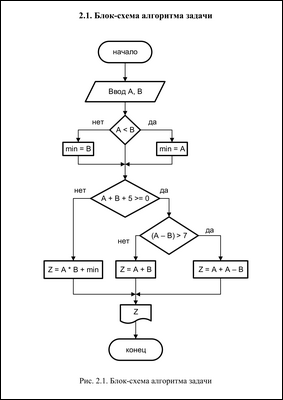 2.1. Блок-схема алгоритма задачи
начало
Ввод A, B
нет
да
A < B
min = B
min = A
нет
да
A + B + 5 >= 0
нет
да
(A – B) > 7
Z = A * B + min
Z = A + B
Z = A + A – B
Z
конец
Рис. 2.1. Блок-схема алгоритма задачи